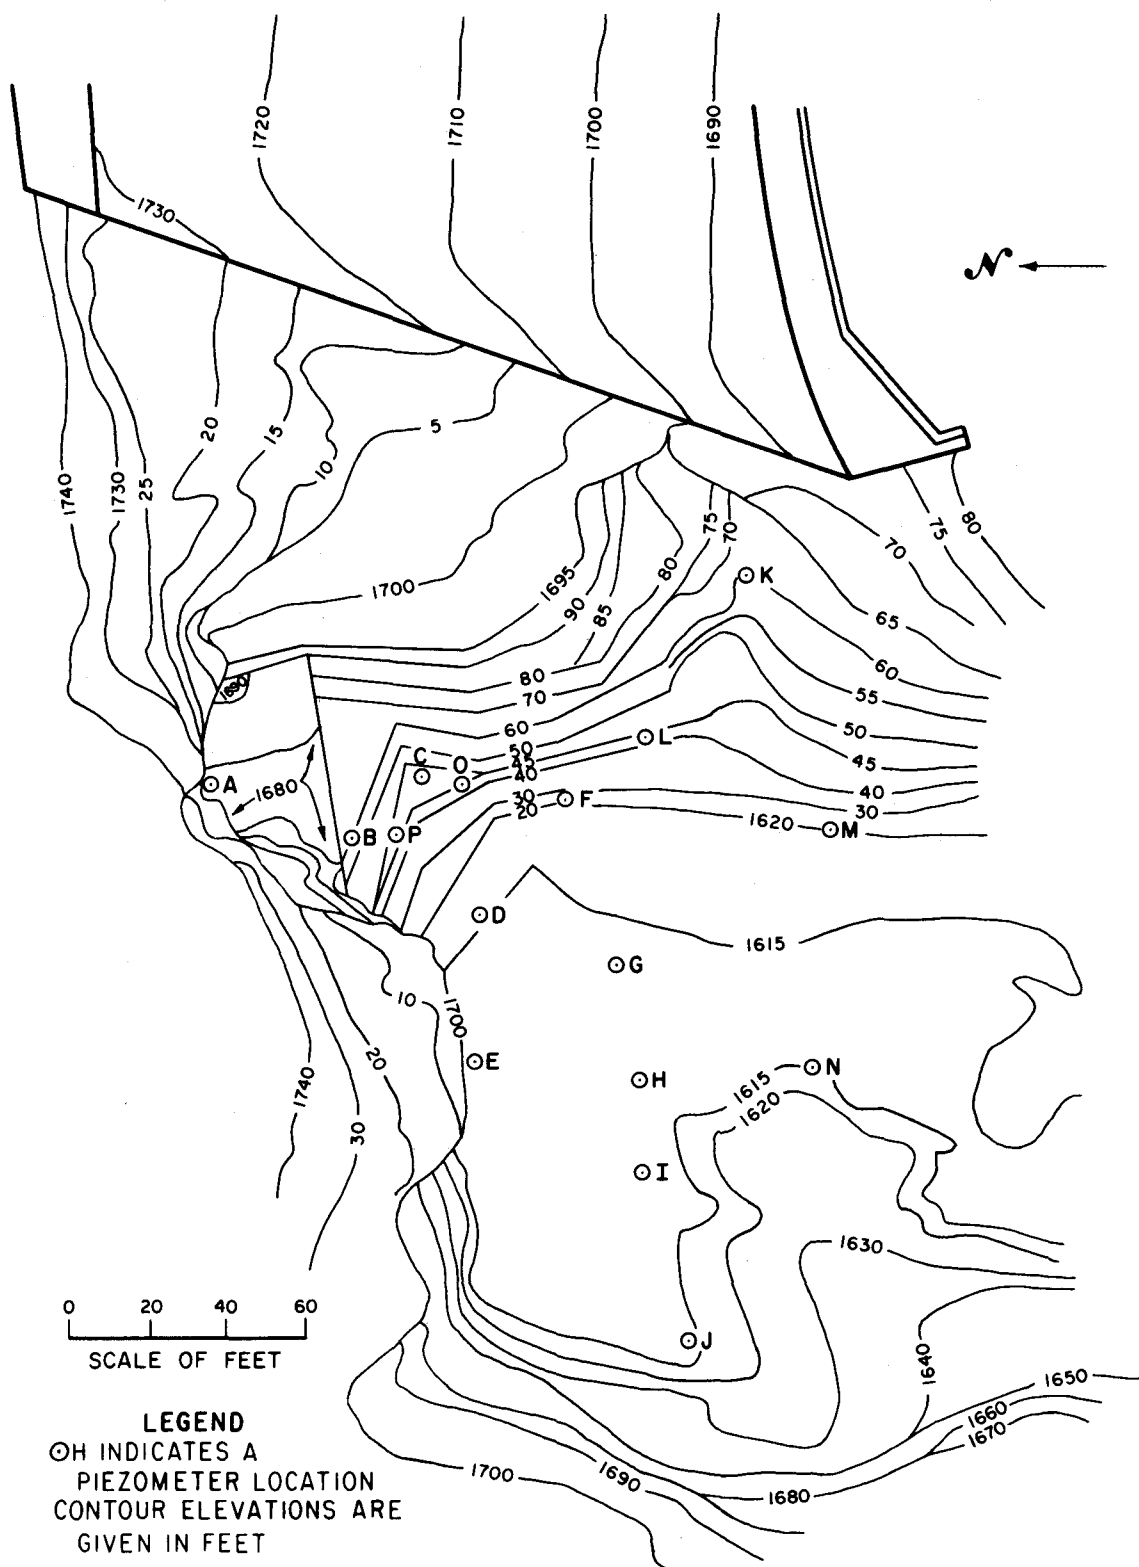 1720
1710
1700
1690
1730
N
20
15
5
10
1740
1730
25
75
70
75
80
70
1700
1695
90
85
80
K
65
60
1690
80
70
55
60
50
50
45
C
O
45
40
L
A
1680
40
30
20
F
30
B
P
1620
M
D
1615
G
10
1700
E
20
H
1615
N
1620
1740
30
I
1630
0 20 40 60
SCALE OF FEET
J
1640
1650
1660
1670
1700
1690
1680
LEGEND
⊙H INDICATES A
PIEZOMETER LOCATION
CONTOUR ELEVATIONS ARE
GIVEN IN FEET